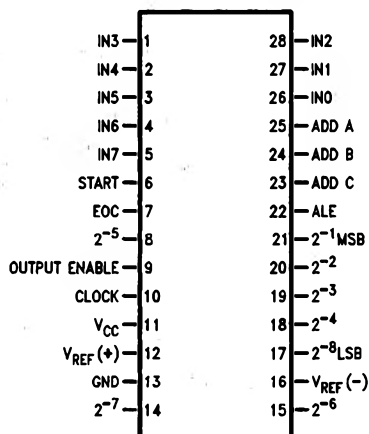 IN3 1 28 IN2
IN4 2 27 IN1
IN5 3 26 IN0
IN6 4 25 ADD A
IN7 5 24 ADD B
START 6 23 ADD C
EOC 7 22 ALE
2⁻⁵ 8 21 2⁻¹MSB
OUTPUT ENABLE 9 20 2⁻²
CLOCK 10 19 2⁻³
V_CC 11 18 2⁻⁴
V_REF(+) 12 17 2⁻⁸LSB
GND 13 16 V_REF(−)
2⁻⁷ 14 15 2⁻⁶